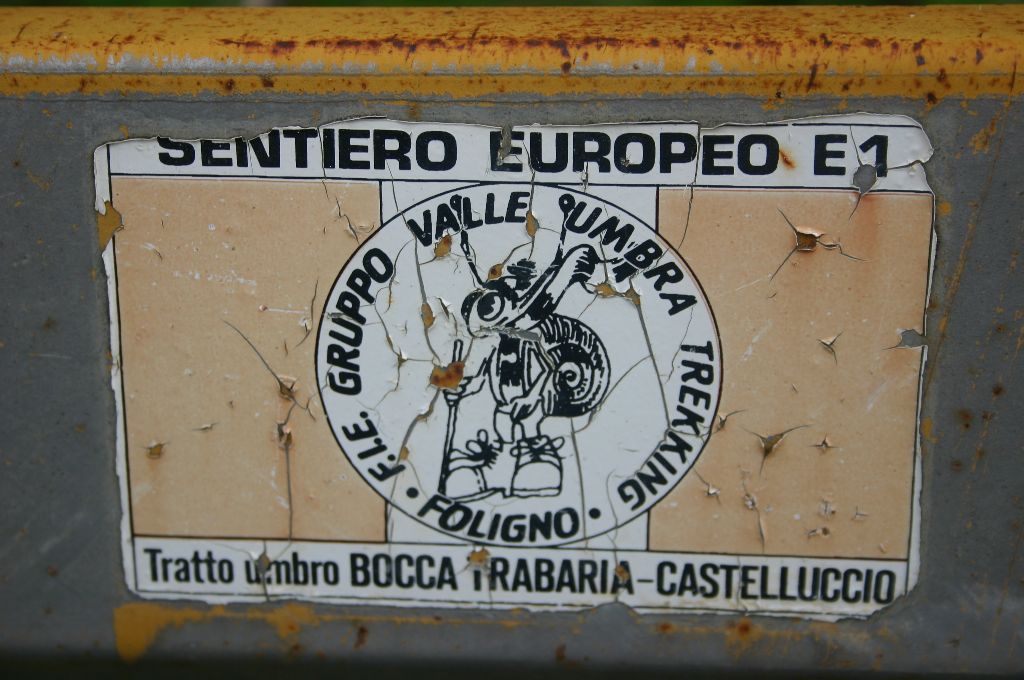 SENTIERO EUROPEO E1
F.I.E. GRUPPO VALLE UMBRA TREKKING
• FOLIGNO •
Tratto umbro BOCCA TRABARIA-CASTELLUCCIO